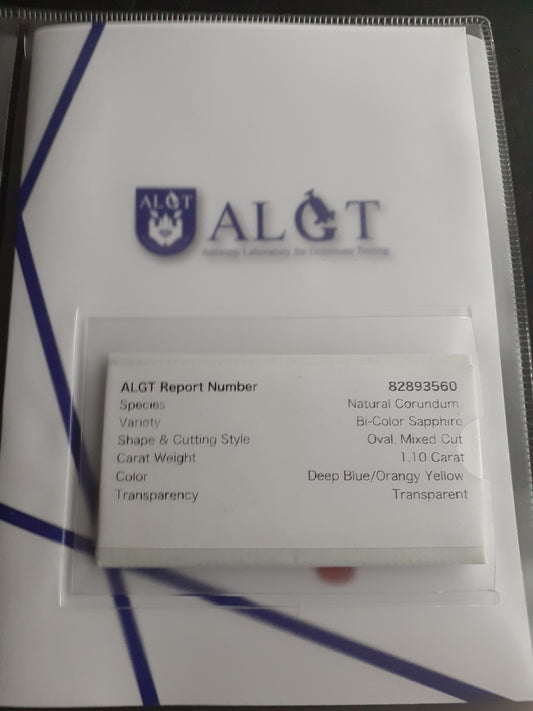 ALGT
ALGT
Antwerp Laboratory for Gemstone Testing
ALGT Report Number 82893560
Species Natural Corundum
Variety Bi-Color Sapphire
Shape & Cutting Style Oval, Mixed Cut
Carat Weight 1.10 Carat
Color Deep Blue/Orangy Yellow
Transparency Transparent